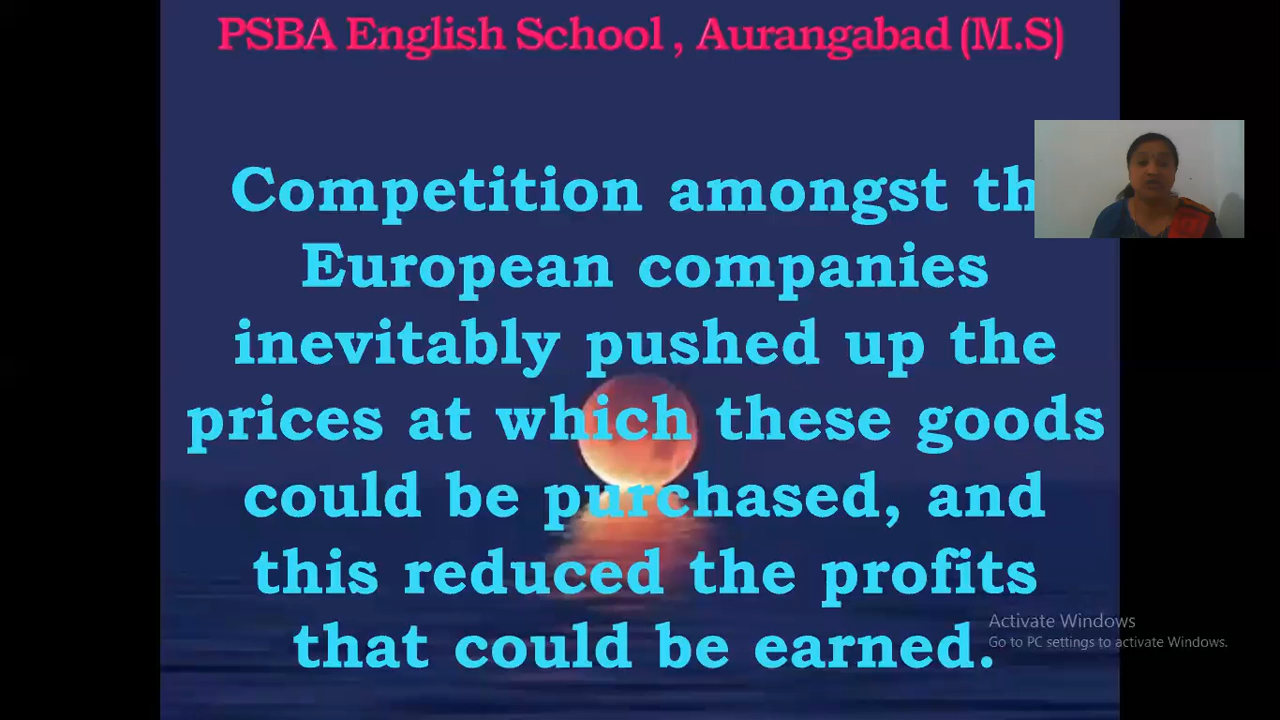 PSBA English School , Aurangabad (M.S)
Competition amongst th
European companies
inevitably pushed up the
prices at which these goods
could be purchased, and
this reduced the profits
that could be earned.
Activate Windows
Go to PC settings to activate Windows.